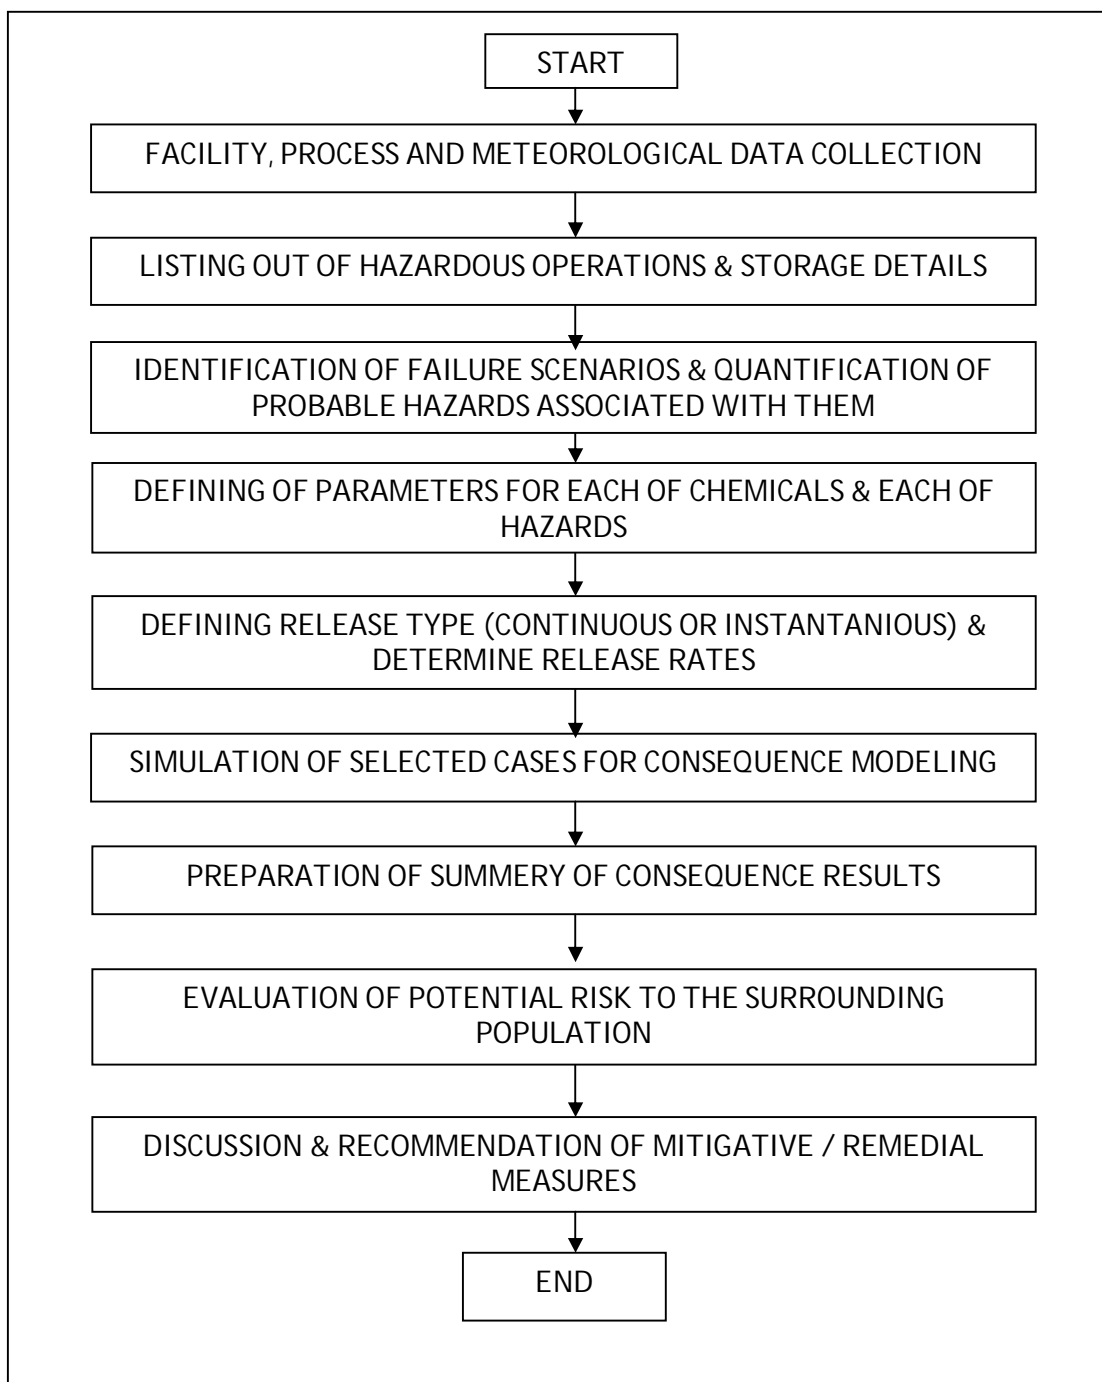 START
FACILITY, PROCESS AND METEOROLOGICAL DATA COLLECTION
LISTING OUT OF HAZARDOUS OPERATIONS & STORAGE DETAILS
IDENTIFICATION OF FAILURE SCENARIOS & QUANTIFICATION OF
PROBABLE HAZARDS ASSOCIATED WITH THEM
DEFINING OF PARAMETERS FOR EACH OF CHEMICALS & EACH OF
HAZARDS
DEFINING RELEASE TYPE (CONTINUOUS OR INSTANTANIOUS) &
DETERMINE RELEASE RATES
SIMULATION OF SELECTED CASES FOR CONSEQUENCE MODELING
PREPARATION OF SUMMERY OF CONSEQUENCE RESULTS
EVALUATION OF POTENTIAL RISK TO THE SURROUNDING
POPULATION
DISCUSSION & RECOMMENDATION OF MITIGATIVE / REMEDIAL
MEASURES
END